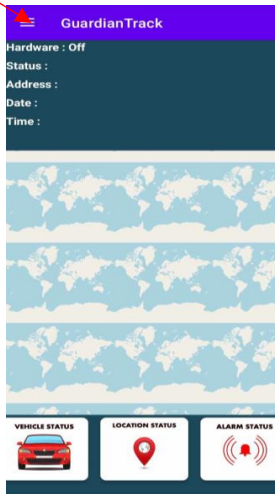 GuardianTrack
Hardware : Off
Status :
Address :
Date :
Time :
VEHICLE STATUS
LOCATION STATUS
ALARM STATUS